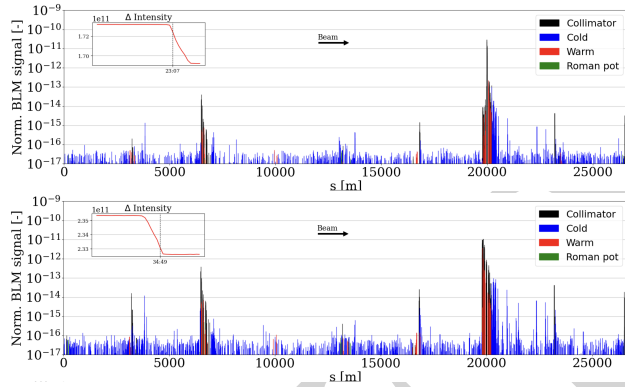 1e11
Δ Intensity
1.72
1.70
23:07
Beam
Collimator
Cold
Warm
Roman pot
Norm. BLM signal [-]
10⁻⁹
10⁻¹⁰
10⁻¹¹
10⁻¹²
10⁻¹³
10⁻¹⁴
10⁻¹⁵
10⁻¹⁶
10⁻¹⁷
0 5000 10000 15000 20000 25000
s [m]
1e11
Δ Intensity
2.35
2.34
2.33
34:49
Beam
Collimator
Cold
Warm
Roman pot
Norm. BLM signal [-]
10⁻⁹
10⁻¹⁰
10⁻¹¹
10⁻¹²
10⁻¹³
10⁻¹⁴
10⁻¹⁵
10⁻¹⁶
10⁻¹⁷
0 5000 10000 15000 20000 25000
s [m]